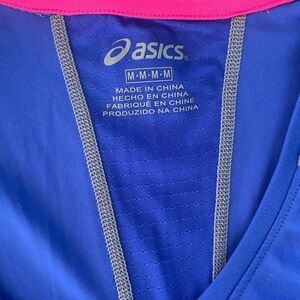 asics
M-M-M-M
MADE IN CHINA
HECHO EN CHINA
FABRIQUÉ EN CHINE
PRODUZIDO NA CHINA